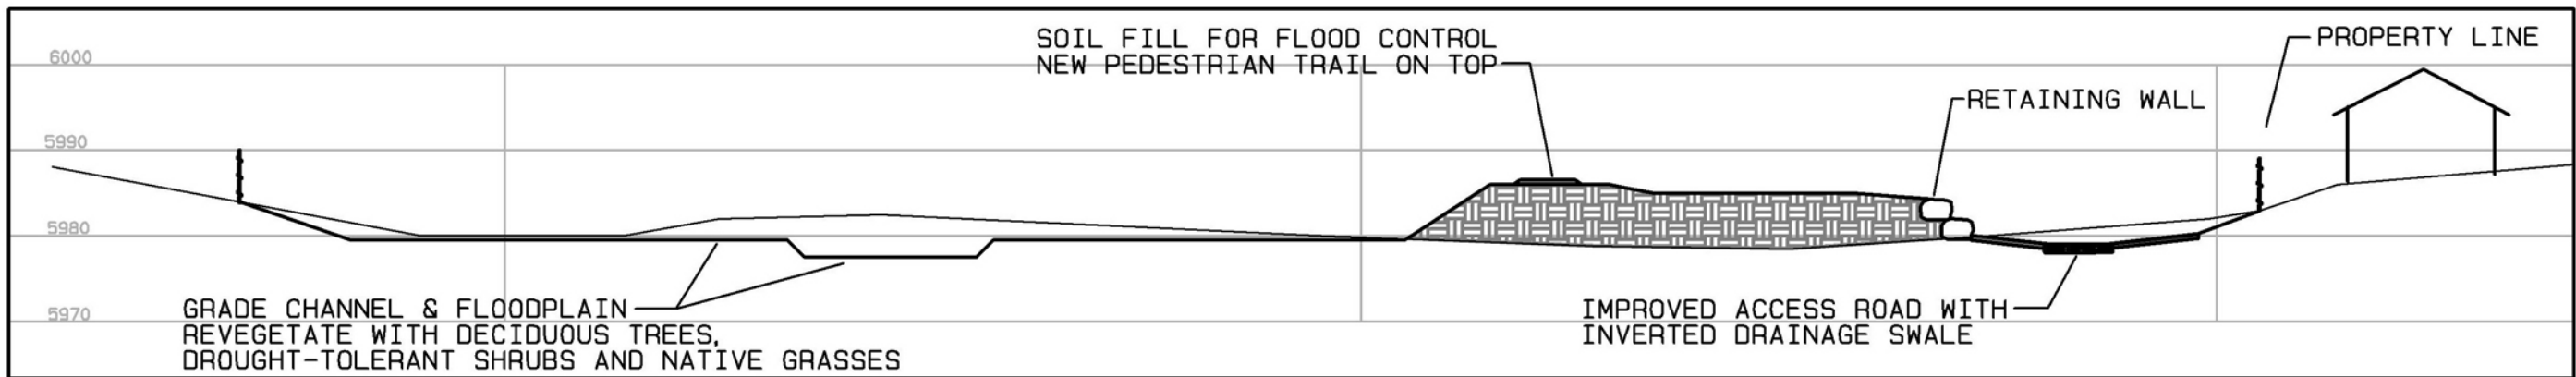 6000
5990
5980
5970
SOIL FILL FOR FLOOD CONTROL
NEW PEDESTRIAN TRAIL ON TOP
PROPERTY LINE
RETAINING WALL
GRADE CHANNEL & FLOODPLAIN
REVEGETATE WITH DECIDUOUS TREES,
DROUGHT-TOLERANT SHRUBS AND NATIVE GRASSES
IMPROVED ACCESS ROAD WITH
INVERTED DRAINAGE SWALE